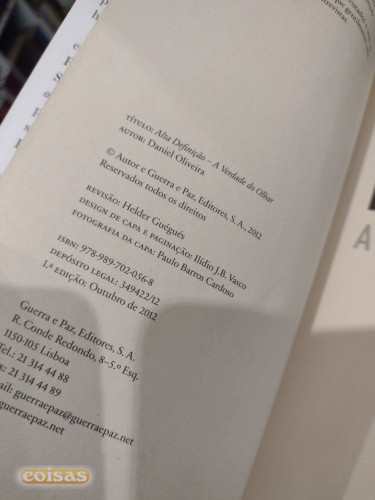 TÍTULO: Alta Definição – A Verdade do Olhar
AUTOR: Daniel Oliveira
© Autor e Guerra e Paz, Editores, S. A., 2012
Reservados todos os direitos
REVISÃO: Helder Guégués
DESIGN DE CAPA E PAGINAÇÃO: Ilídio J.B. Vasco
FOTOGRAFIA DA CAPA: Paulo Barros Cardoso
ISBN: 978-989-702-056-8
DEPÓSITO LEGAL: 349422/12
1.ª EDIÇÃO: Outubro de 2012
Guerra e Paz, Editores, S. A.
R. Conde Redondo, 8–5.º Esq.
1150-105 Lisboa
Tel.: 21 314 44 88
21 314 44 89
guerraepaz@guerraepaz.net
guerraepaz.net
coisas